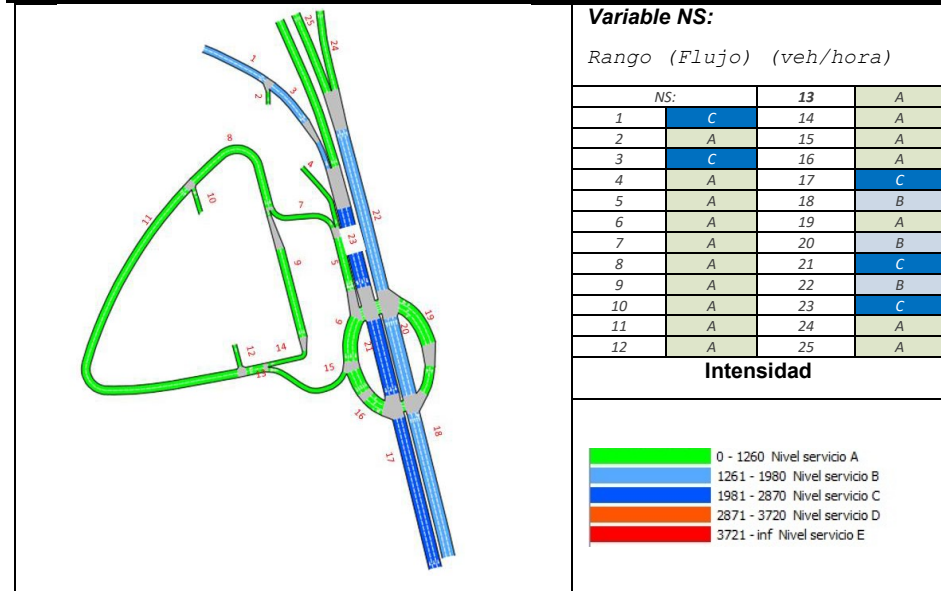 Variable NS:
Rango (Flujo) (veh/hora)
NS: 13 A
1 C 14 A
2 A 15 A
3 C 16 A
4 A 17 C
5 A 18 B
6 A 19 A
7 A 20 B
8 A 21 C
9 A 22 B
10 A 23 C
11 A 24 A
12 A 25 A
Intensidad
0 - 1260 Nivel servicio A
1261 - 1980 Nivel servicio B
1981 - 2870 Nivel servicio C
2871 - 3720 Nivel servicio D
3721 - inf Nivel servicio E
25
24
1
2
3
4
8
10
11
7
22
23
5
9
19
9
20
21
12
14
15
16
18
17